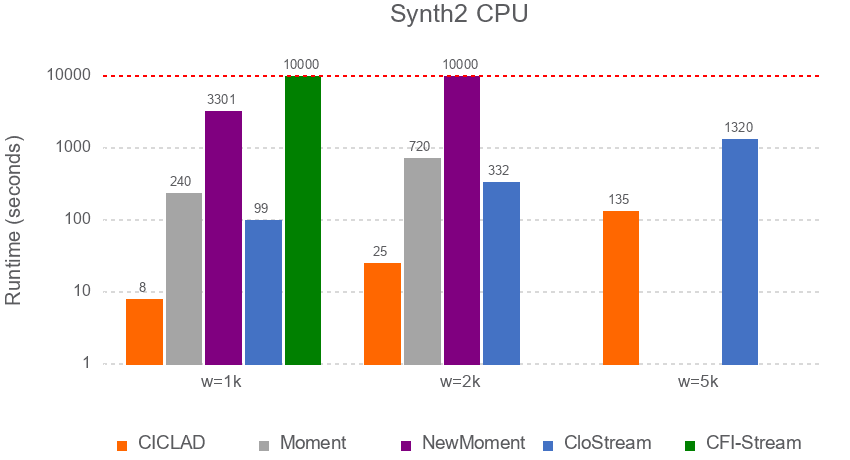 Synth2 CPU
Runtime (seconds)
10000
1000
100
10
1
8
240
3301
99
10000
25
720
10000
332
135
1320
w=1k
w=2k
w=5k
CICLAD
Moment
NewMoment
CloStream
CFI-Stream